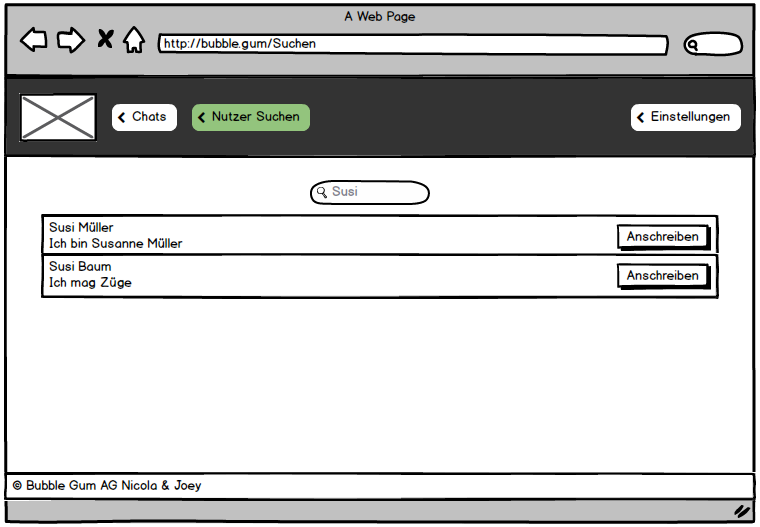 A Web Page
http://bubble.gum/Suchen
Chats
Nutzer Suchen
Einstellungen
Susi
Susi Müller
Ich bin Susanne Müller
Anschreiben
Susi Baum
Ich mag Züge
Anschreiben
© Bubble Gum AG Nicola & Joey